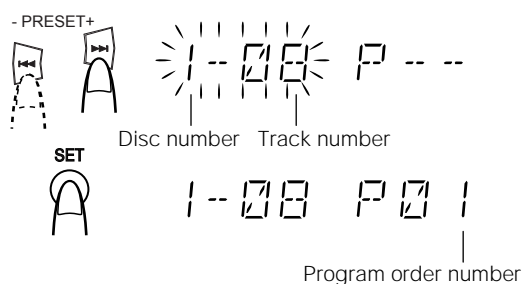 - PRESET+
1-08 P---
Disc number Track number
SET
1-08 P01
Program order number